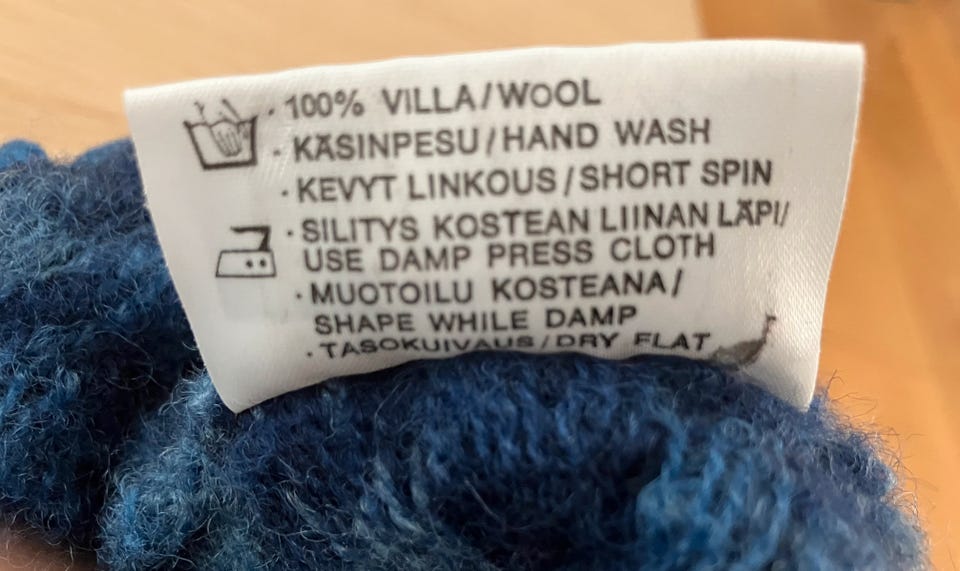 · 100% VILLA/WOOL
· KÄSINPESU/HAND WASH
· KEVYT LINKOUS/SHORT SPIN
· SILITYS KOSTEAN LIINAN LÄPI/
USE DAMP PRESS CLOTH
· MUOTOILU KOSTEANA/
SHAPE WHILE DAMP
· TASOKUIVAUS/DRY FLAT